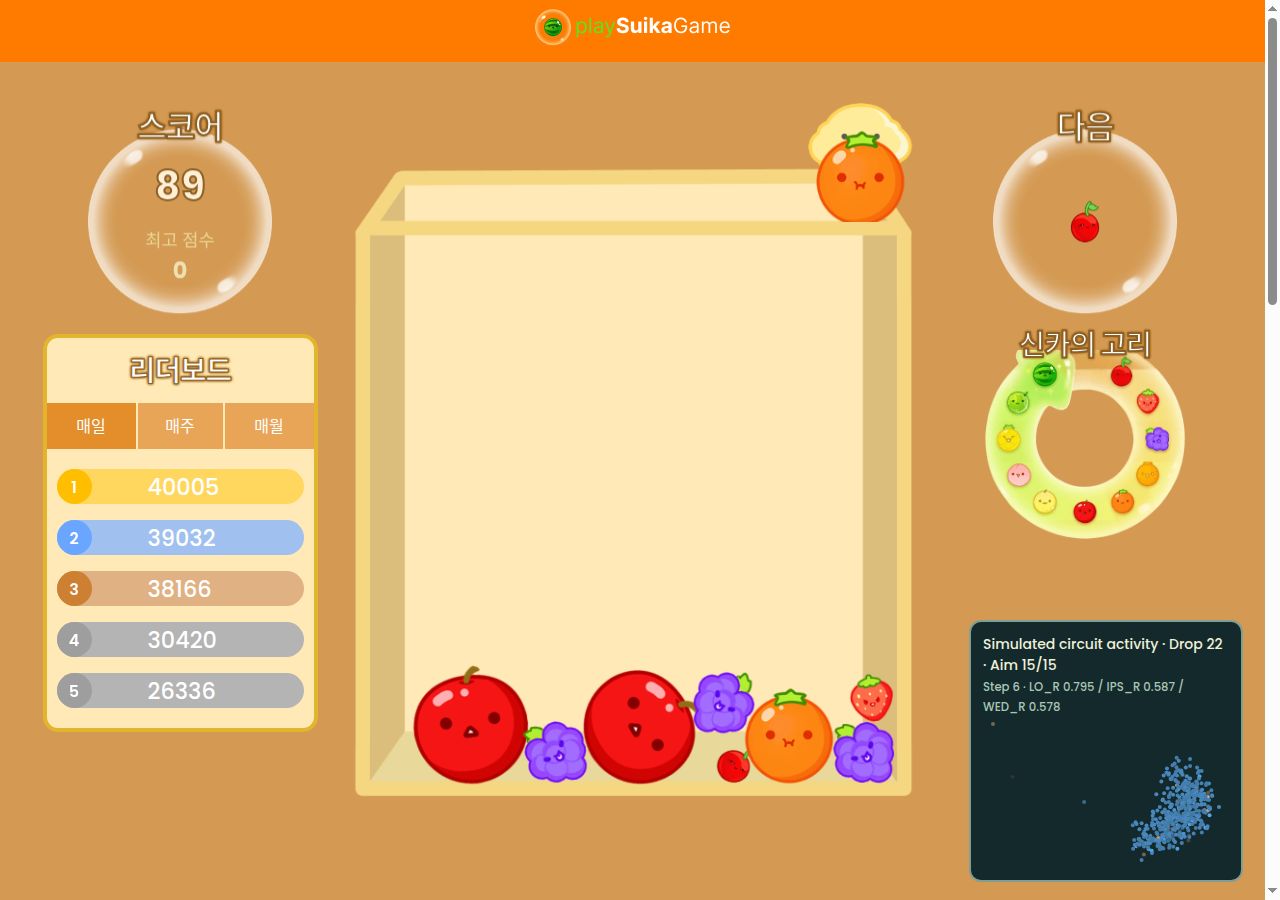 playSuikaGame
스코어
89
최고 점수
0
다음
신카의 고리
리더보드
매일 매주 매월
1 40005
2 39032
3 38166
4 30420
5 26336
Simulated circuit activity · Drop 22
· Aim 15/15
Step 6 · LO_R 0.795 / IPS_R 0.587 /
WED_R 0.578